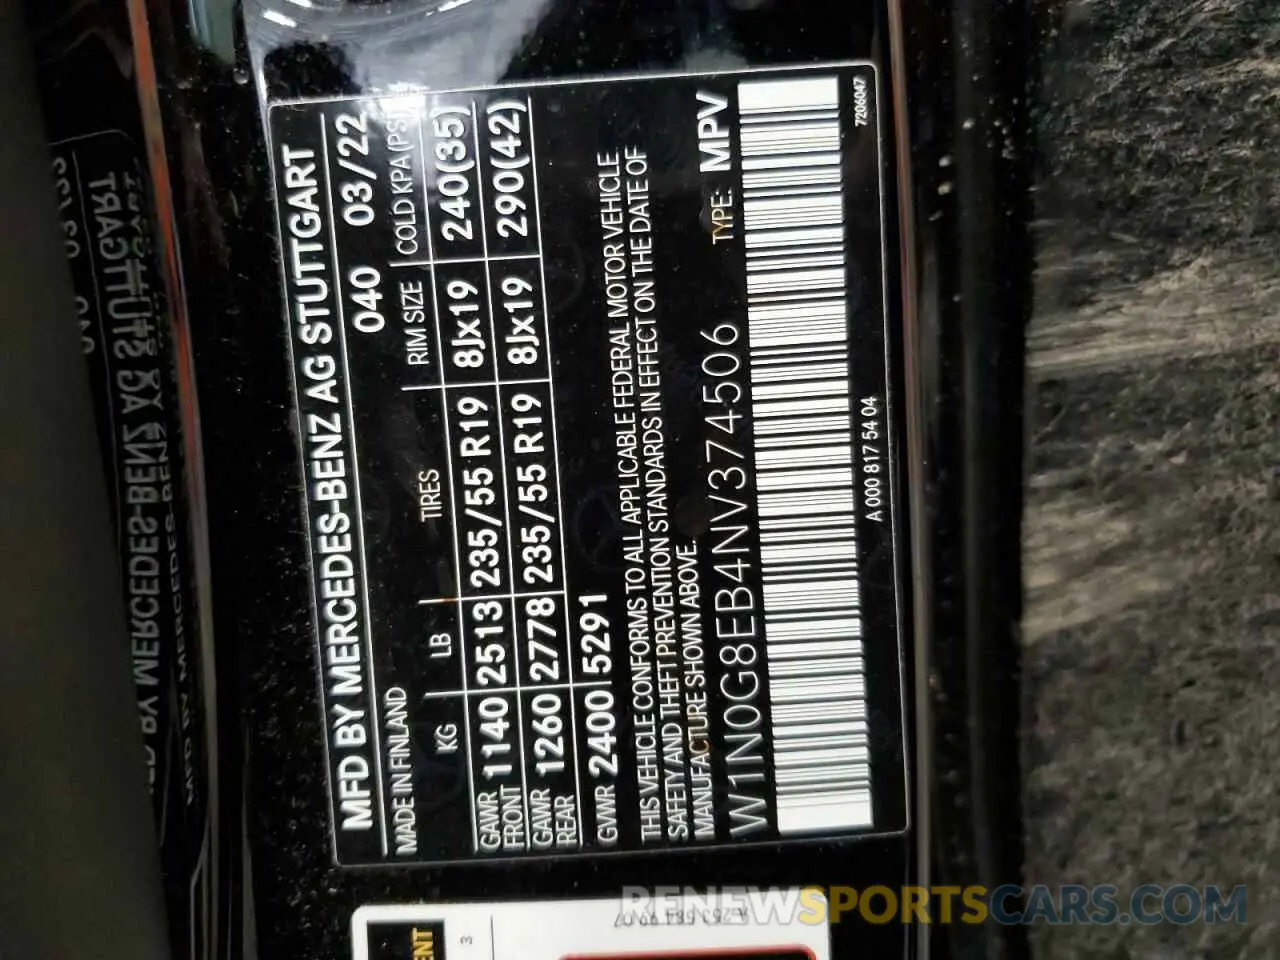 MFD BY MERCEDES-BENZ AG STUTTGART
MADE IN FINLAND 040 03/22
KG LB TIRES RIM SIZE COLD KPA (PSI)
GAWR FRONT 1140 2513 235/55 R19 8Jx19 240(35)
GAWR REAR 1260 2778 235/55 R19 8Jx19 290(42)
GVWR 2400 5291
THIS VEHICLE CONFORMS TO ALL APPLICABLE FEDERAL MOTOR VEHICLE
SAFETY AND THEFT PREVENTION STANDARDS IN EFFECT ON THE DATE OF
MANUFACTURE SHOWN ABOVE.
W1N0G8EB4NV374506 TYPE: MPV
A 000 817 54 04
7206047
3
RENEWSPORTSCARS.COM